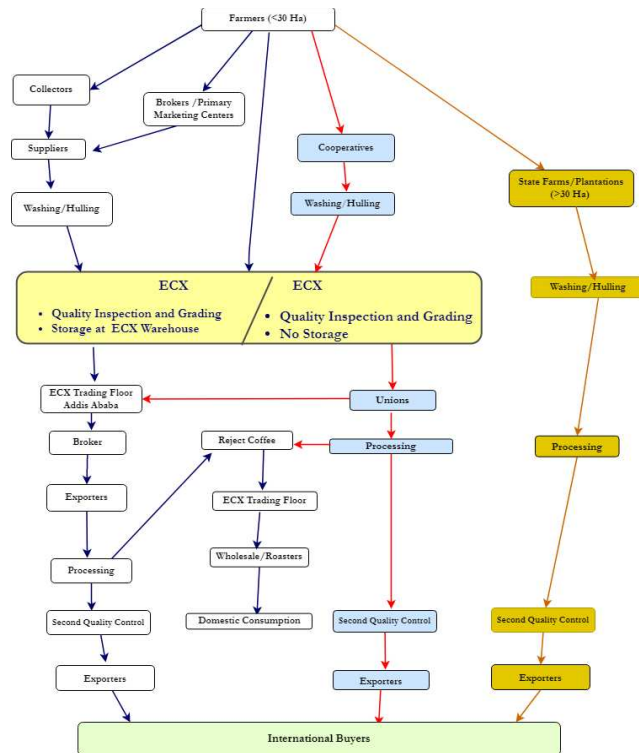 Farmers (<30 Ha)
Collectors
Brokers /Primary
Marketing Centers
Suppliers
Cooperatives
State Farms/Plantations
(>30 Ha)
Washing/Hulling
Washing/Hulling
Washing/Hulling
ECX
• Quality Inspection and Grading
• Storage at ECX Warehouse
ECX
• Quality Inspection and Grading
• No Storage
ECX Trading Floor
Addis Ababa
Unions
Broker
Reject Coffee
Processing
Processing
Exporters
ECX Trading Floor
Wholesale/Roasters
Processing
Second Quality Control
Domestic Consumption
Second Quality Control
Second Quality Control
Exporters
Exporters
Exporters
International Buyers